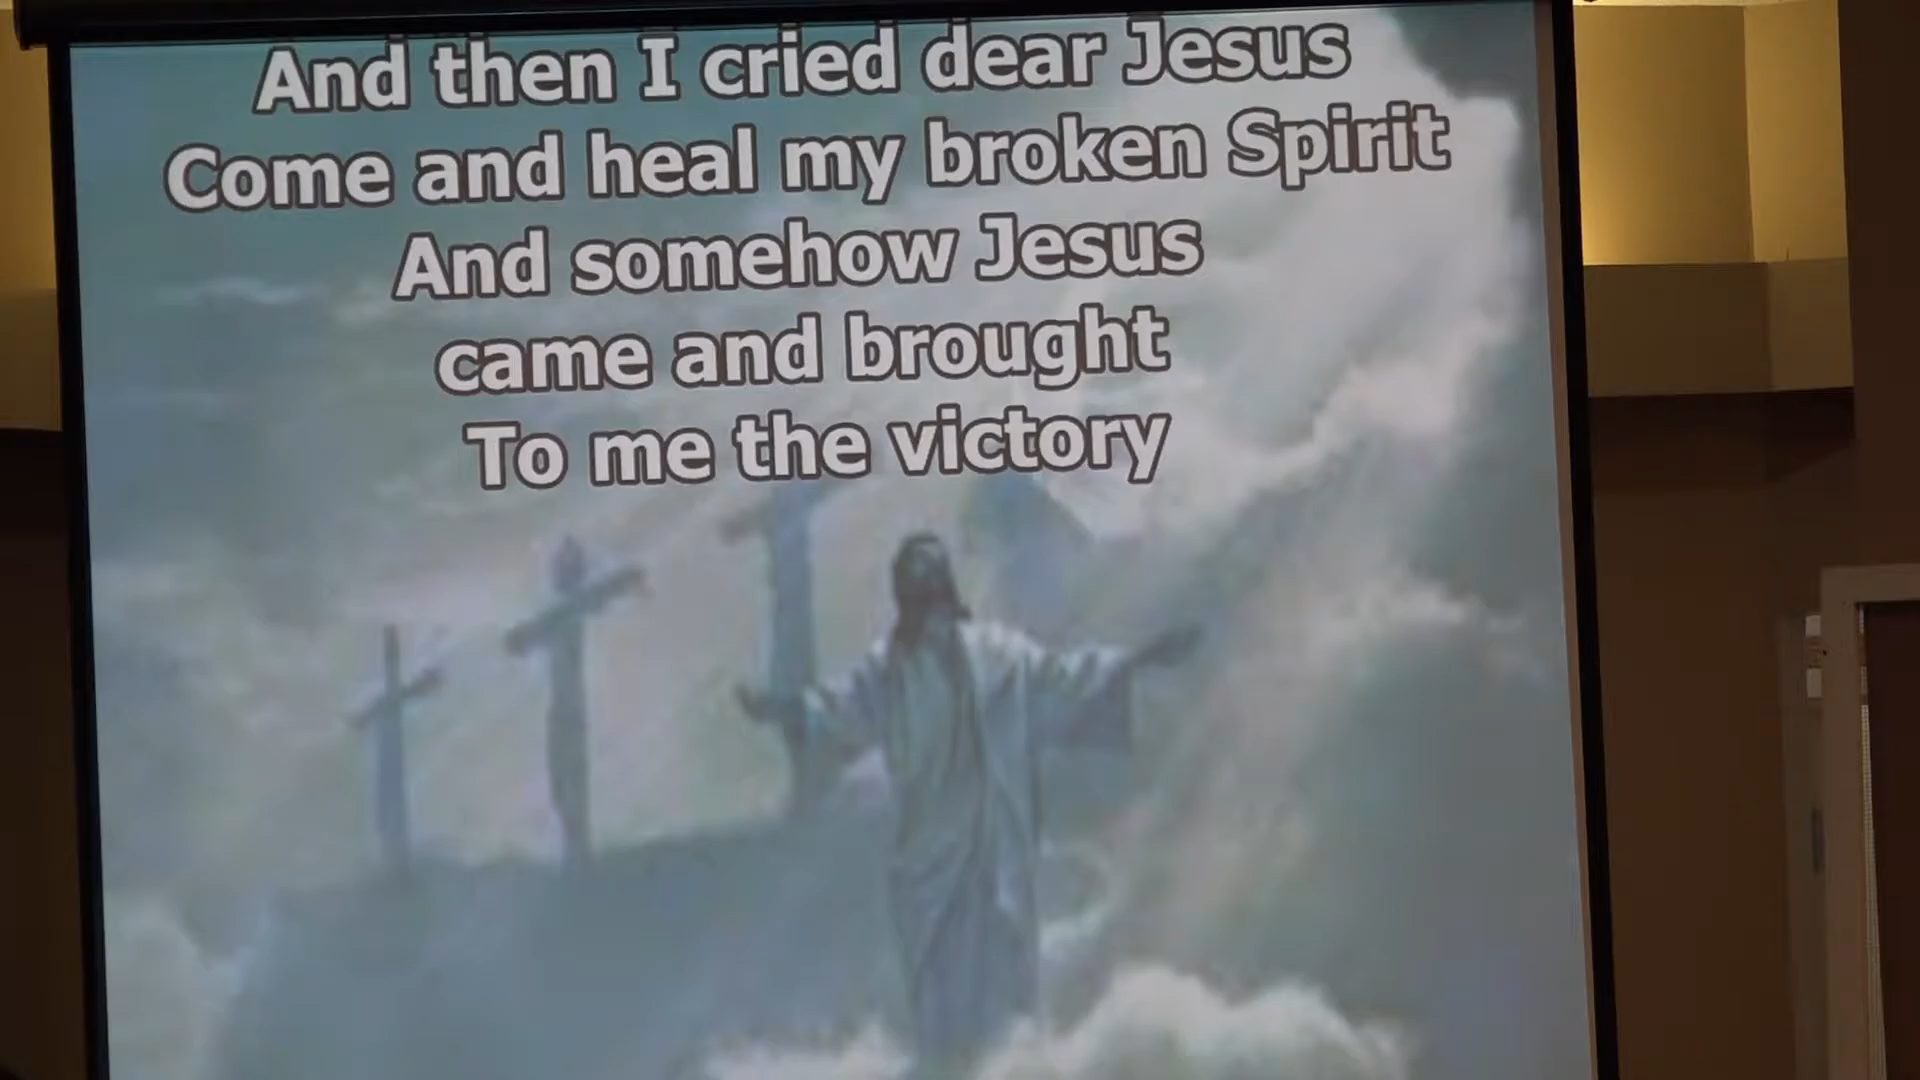 And then I cried dear Jesus
Come and heal my broken Spirit
And somehow Jesus
came and brought
To me the victory